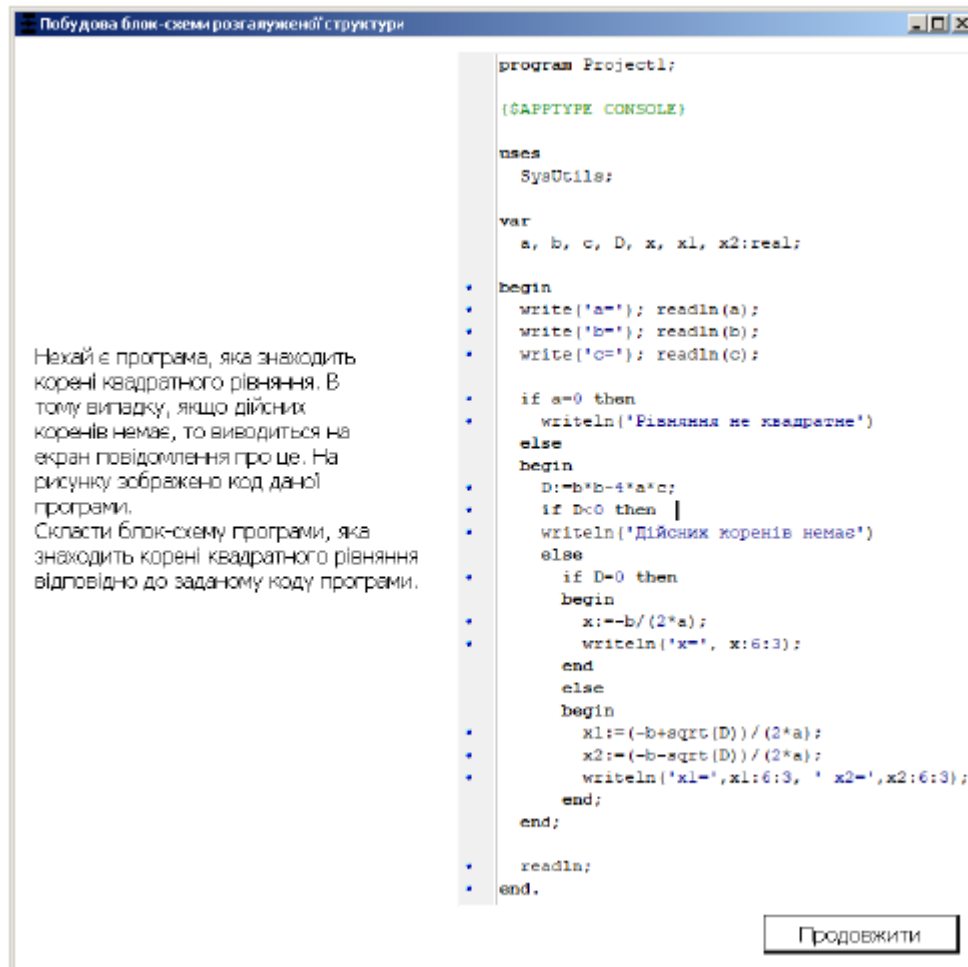 Побудова блок-схеми розгалуженої структури
Нехай є програма, яка знаходить
корені квадратного рівняння. В
тому випадку, якщо дійсних
коренів немає, то виводиться на
екран повідомлення про це. На
рисунку зображено код даної
програми.
Скласти блок-схему програми, яка
знаходить корені квадратного рівняння
відповідно до заданому коду програми.
program Project1;
{$APPTYPE CONSOLE}
uses
SysUtils;
var
a, b, c, D, x, x1, x2:real;
begin
write('a='); readln(a);
write('b='); readln(b);
write('c='); readln(c);
if a=0 then
writeln('Рівняння не квадратне')
else
begin
D:=b*b-4*a*c;
if D<0 then
writeln('Дійсних коренів немає')
else
if D=0 then
begin
x:=-b/(2*a);
writeln('x=', x:6:3);
end
else
begin
x1:=(-b+sqrt(D))/(2*a);
x2:=(-b-sqrt(D))/(2*a);
writeln('x1=',x1:6:3, ' x2=',x2:6:3);
end;
end;
readln;
end.
Продовжити